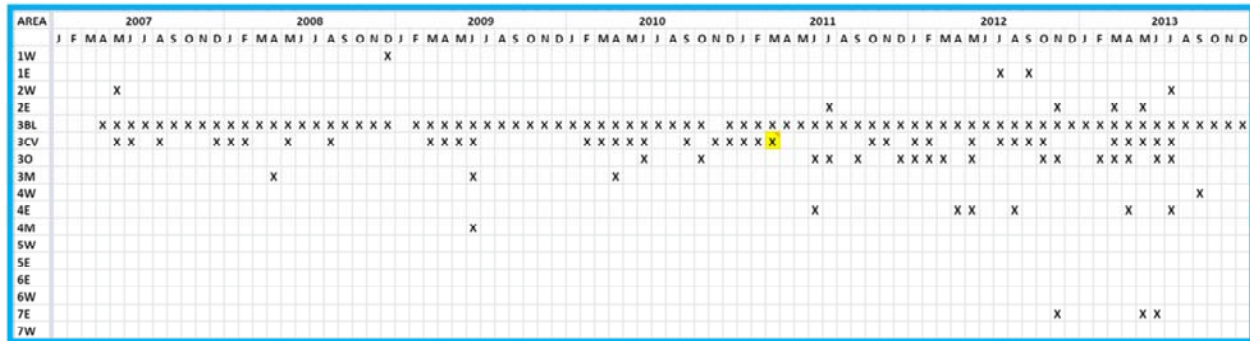 AREA 2007 2008 2009 2010 2011 2012 2013
J F M A M J J A S O N D J F M A M J J A S O N D J F M A M J J A S O N D J F M A M J J A S O N D J F M A M J J A S O N D J F M A M J J A S O N D J F M A M J J A S O N D
1W X
1E X X
2W X X
2E X X X X
3BL X X X X X X X X X X X X X X X X X X X X X X X X X X X X X X X X X X X X X X X X X X X X X X X X X X X X X X X X X X X X X X X X X X X X X X X X X X X X X X X
3CV X X X X X X X X X X X X X X X X X X X X X X X X X X X X X X X X X X X X X
3O X X X X X X X X X X X X X X X X X X
3M X X X
4W X
4E X X X X X X
4M X
5W
5E
6E
6W
7E X X X
7W